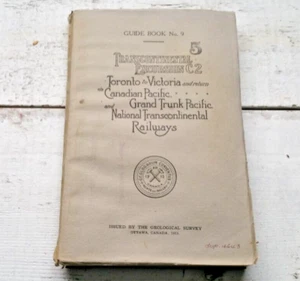 GUIDE BOOK No. 8
5
TRANSCONTINENTAL
EXCURSION C2
Toronto to Victoria and return
via Canadian Pacific
and Grand Trunk Pacific
National Transcontinental
Railways
ISSUED BY THE GEOLOGICAL SURVEY
OTTAWA, CANADA, 1913